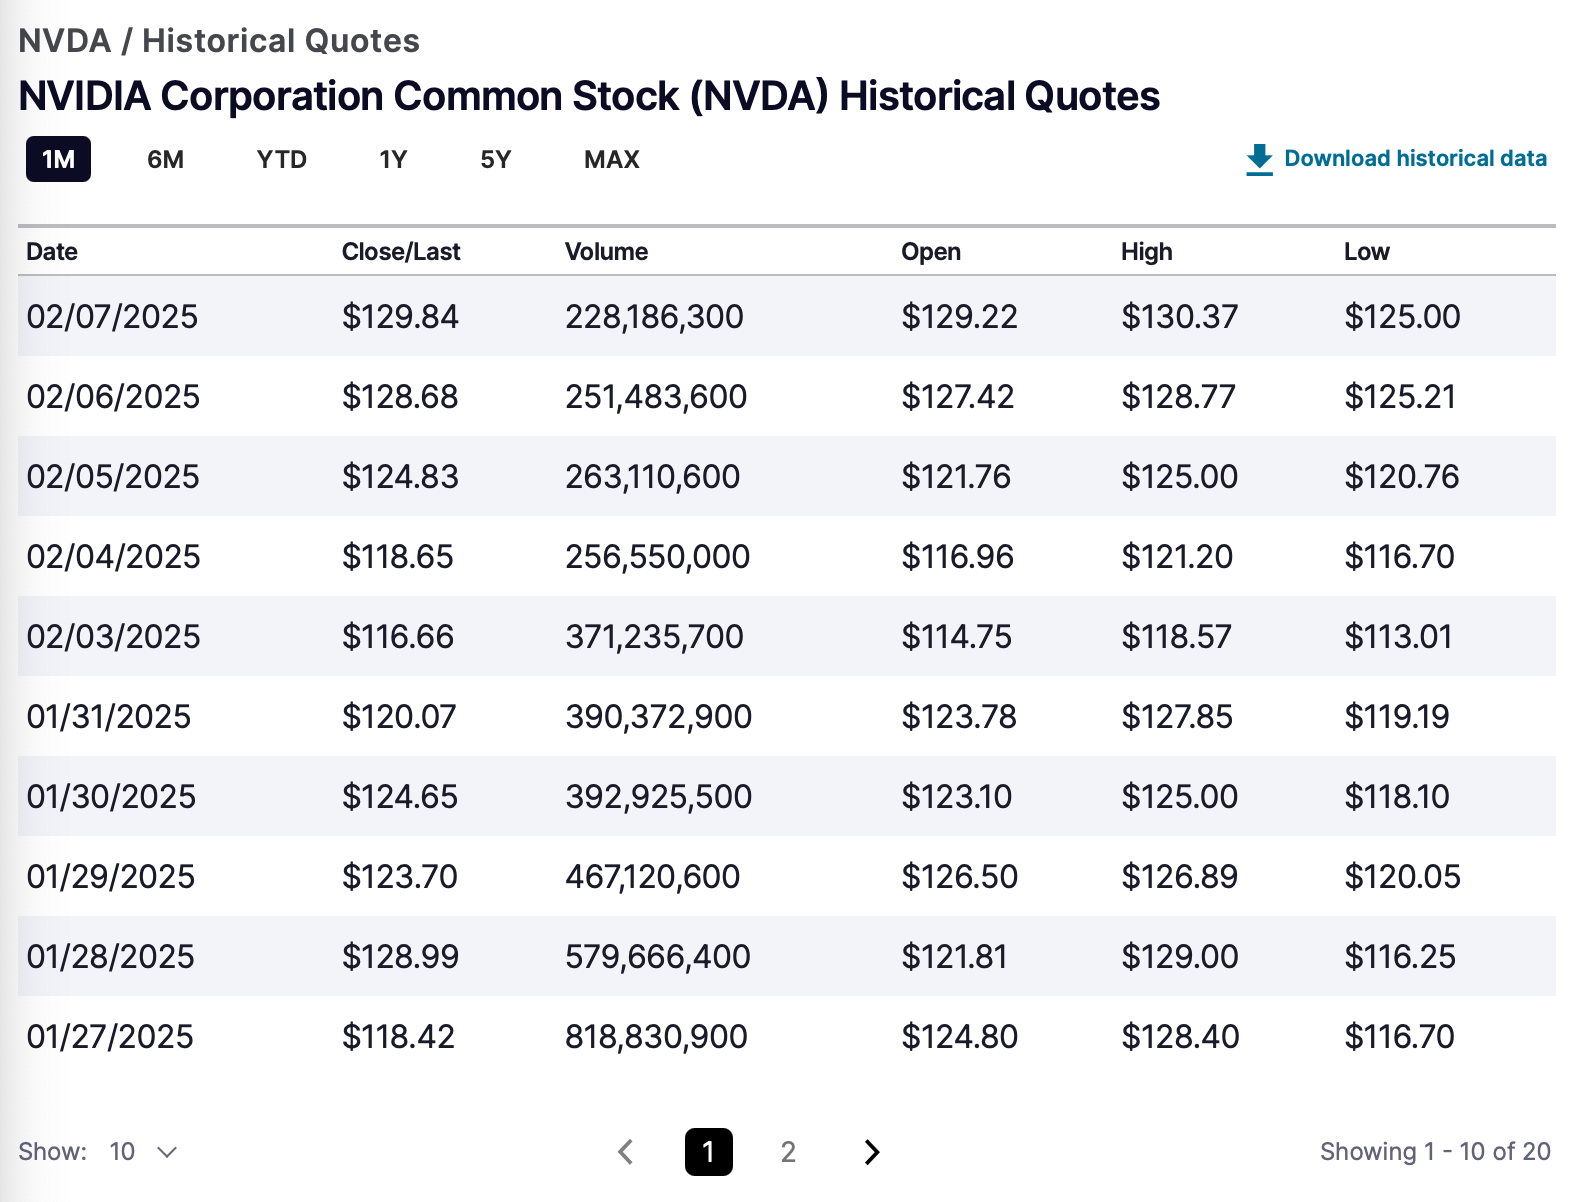 NVDA / Historical Quotes
NVIDIA Corporation Common Stock (NVDA) Historical Quotes
1M 6M YTD 1Y 5Y MAX Download historical data
Date Close/Last Volume Open High Low
02/07/2025 $129.84 228,186,300 $129.22 $130.37 $125.00
02/06/2025 $128.68 251,483,600 $127.42 $128.77 $125.21
02/05/2025 $124.83 263,110,600 $121.76 $125.00 $120.76
02/04/2025 $118.65 256,550,000 $116.96 $121.20 $116.70
02/03/2025 $116.66 371,235,700 $114.75 $118.57 $113.01
01/31/2025 $120.07 390,372,900 $123.78 $127.85 $119.19
01/30/2025 $124.65 392,925,500 $123.10 $125.00 $118.10
01/29/2025 $123.70 467,120,600 $126.50 $126.89 $120.05
01/28/2025 $128.99 579,666,400 $121.81 $129.00 $116.25
01/27/2025 $118.42 818,830,900 $124.80 $128.40 $116.70
Show: 10 1 2 Showing 1 - 10 of 20